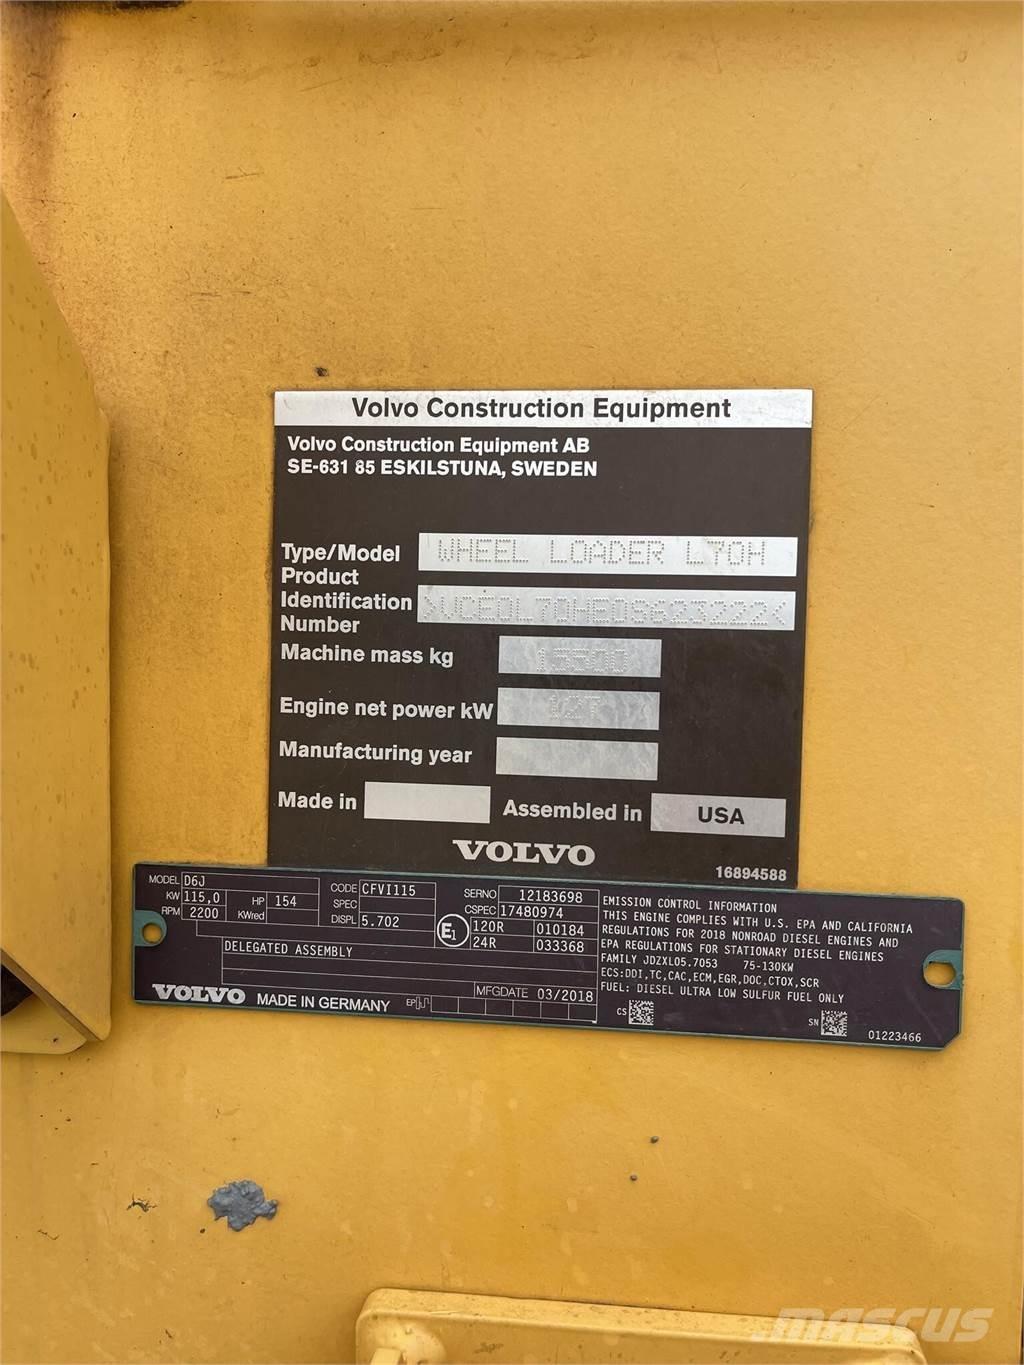 Volvo Construction Equipment
Volvo Construction Equipment AB
SE-631 85 ESKILSTUNA, SWEDEN
Type/Model WHEEL LOADER L70H
Product
Identification >VCE0L70HE0S623222<
Number
Machine mass kg 15500
Engine net power kW 127
Manufacturing year
Made in Assembled in USA
VOLVO
16894588
MODEL D6J
KW 115,0 HP 154
RPM 2200 KWred
CODE CFVI115
SPEC
DISPL 5.702
SERNO 12183698
CSPEC 17480974
E1 120R 010184
24R 033368
DELEGATED ASSEMBLY
MFGDATE 03/2018
VOLVO MADE IN GERMANY EP
EMISSION CONTROL INFORMATION
THIS ENGINE COMPLIES WITH U.S. EPA AND CALIFORNIA
REGULATIONS FOR 2018 NONROAD DIESEL ENGINES AND
EPA REGULATIONS FOR STATIONARY DIESEL ENGINES
FAMILY JDZXL05.7053 75-130KW
ECS:DDI,TC,CAC,ECM,EGR,DOC,CTOX,SCR
FUEL: DIESEL ULTRA LOW SULFUR FUEL ONLY
CS SN 01223466
MASCUS